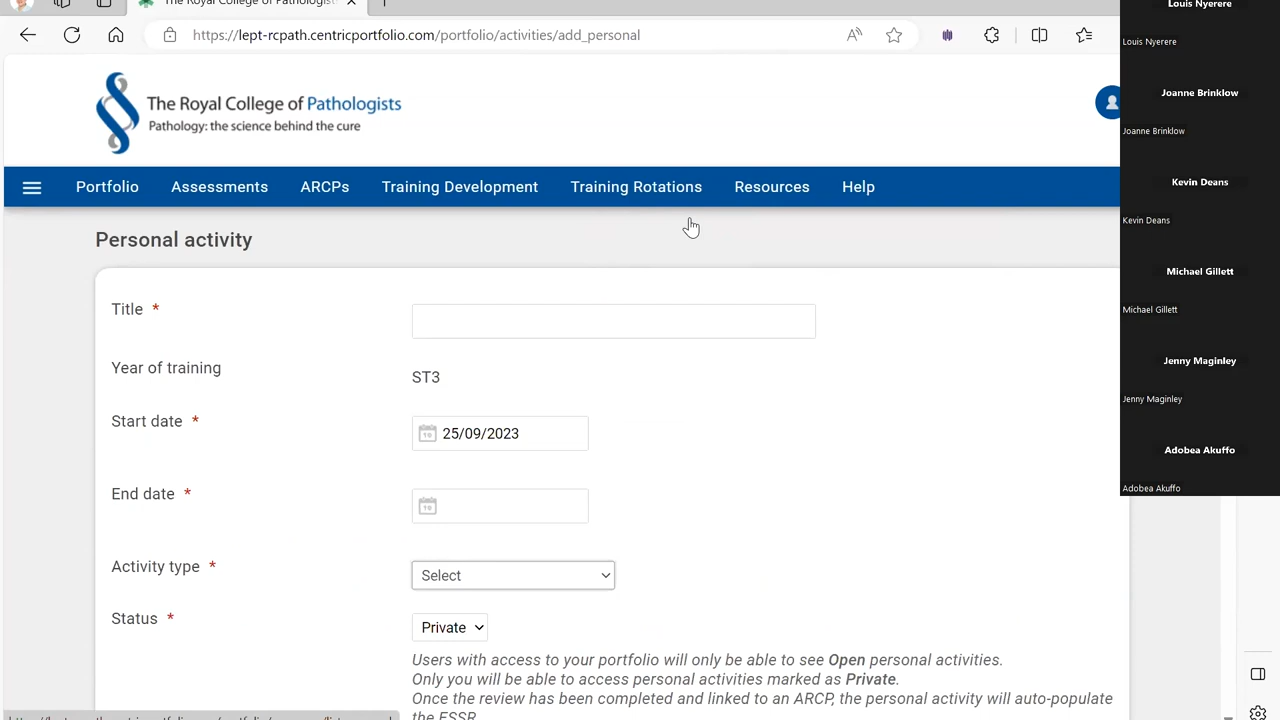 The Royal College of Pathologist
https://lept-rcpath.centricportfolio.com/portfolio/activities/add_personal
The Royal College of Pathologists
Pathology: the science behind the cure
Portfolio Assessments ARCPs Training Development Training Rotations Resources Help
Personal activity
Title *
Year of training ST3
Start date * 25/09/2023
End date *
Activity type * Select
Status * Private
Users with access to your portfolio will only be able to see Open personal activities.
Only you will be able to access personal activities marked as Private.
Once the review has been completed and linked to an ARCP, the personal activity will auto-populate
the ESSR
Louis Nyerere
Louis Nyerere
Joanne Brinklow
Joanne Brinklow
Kevin Deans
Kevin Deans
Michael Gillett
Michael Gillett
Jenny Maginley
Jenny Maginley
Adobea Akuffo
Adobea Akuffo